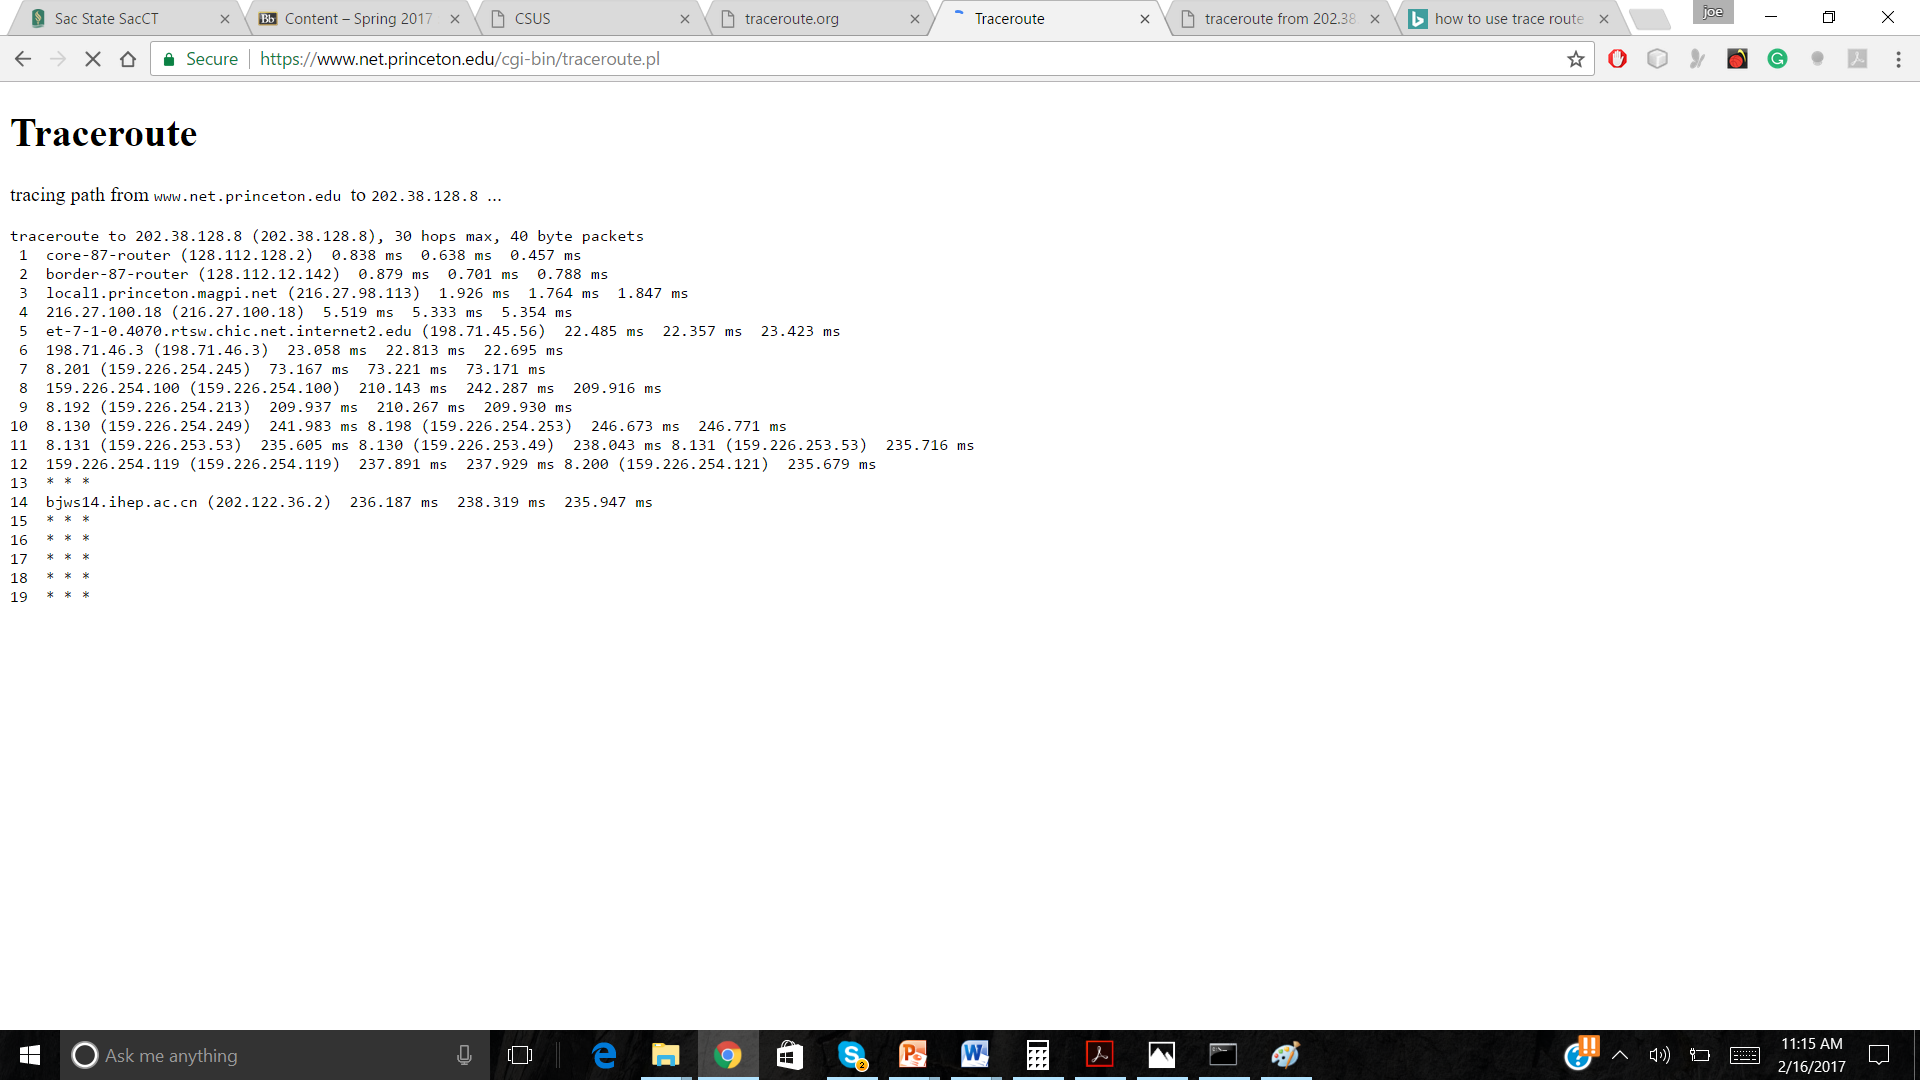 Sac State SacCT
Content – Spring 2017
CSUS
traceroute.org
Traceroute
traceroute from 202.38
how to use trace route
joe
Secure https://www.net.princeton.edu/cgi-bin/traceroute.pl
Traceroute
tracing path from www.net.princeton.edu to 202.38.128.8 ...
traceroute to 202.38.128.8 (202.38.128.8), 30 hops max, 40 byte packets
1 core-87-router (128.112.128.2) 0.838 ms 0.638 ms 0.457 ms
2 border-87-router (128.112.12.142) 0.879 ms 0.701 ms 0.788 ms
3 local1.princeton.magpi.net (216.27.98.113) 1.926 ms 1.764 ms 1.847 ms
4 216.27.100.18 (216.27.100.18) 5.519 ms 5.333 ms 5.354 ms
5 et-7-1-0.4070.rtsw.chic.net.internet2.edu (198.71.45.56) 22.485 ms 22.357 ms 23.423 ms
6 198.71.46.3 (198.71.46.3) 23.058 ms 22.813 ms 22.695 ms
7 8.201 (159.226.254.245) 73.167 ms 73.221 ms 73.171 ms
8 159.226.254.100 (159.226.254.100) 210.143 ms 242.287 ms 209.916 ms
9 8.192 (159.226.254.213) 209.937 ms 210.267 ms 209.930 ms
10 8.130 (159.226.254.249) 241.983 ms 8.198 (159.226.254.253) 246.673 ms 246.771 ms
11 8.131 (159.226.253.53) 235.605 ms 8.130 (159.226.253.49) 238.043 ms 8.131 (159.226.253.53) 235.716 ms
12 159.226.254.119 (159.226.254.119) 237.891 ms 237.929 ms 8.200 (159.226.254.121) 235.679 ms
13 * * *
14 bjws14.ihep.ac.cn (202.122.36.2) 236.187 ms 238.319 ms 235.947 ms
15 * * *
16 * * *
17 * * *
18 * * *
19 * * *
Ask me anything
2
11:15 AM
2/16/2017